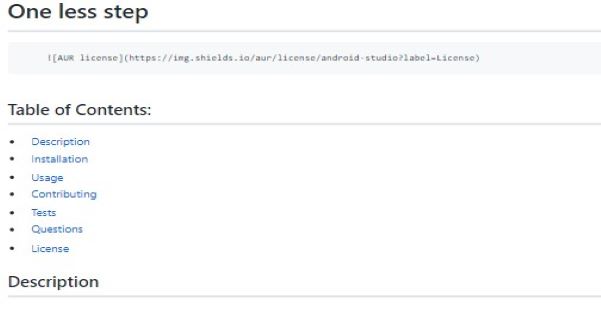 One less step
![AUR license](https://img.shields.io/aur/license/android-studio?label=License)
Table of Contents:
Description
Installation
Usage
Contributing
Tests
Questions
License
Description